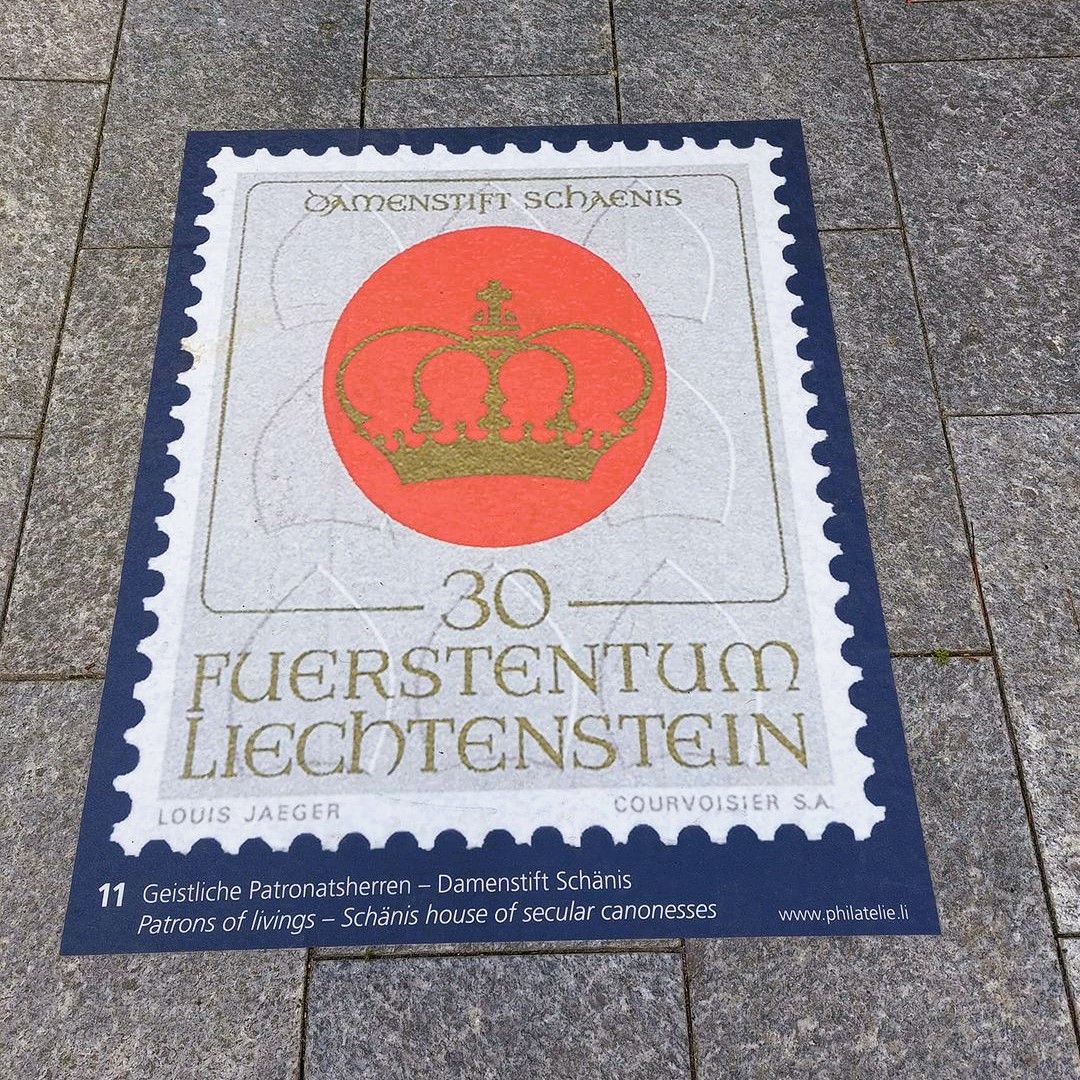 DAMENSTIFT SCHAENIS
30
FUERSTENTUM
LIECHTENSTEIN
LOUIS JAEGER COURVOISIER S.A.
11 Geistliche Patronatsherren – Damenstift Schänis
Patrons of livings – Schänis house of secular canonesses www.philatelie.li